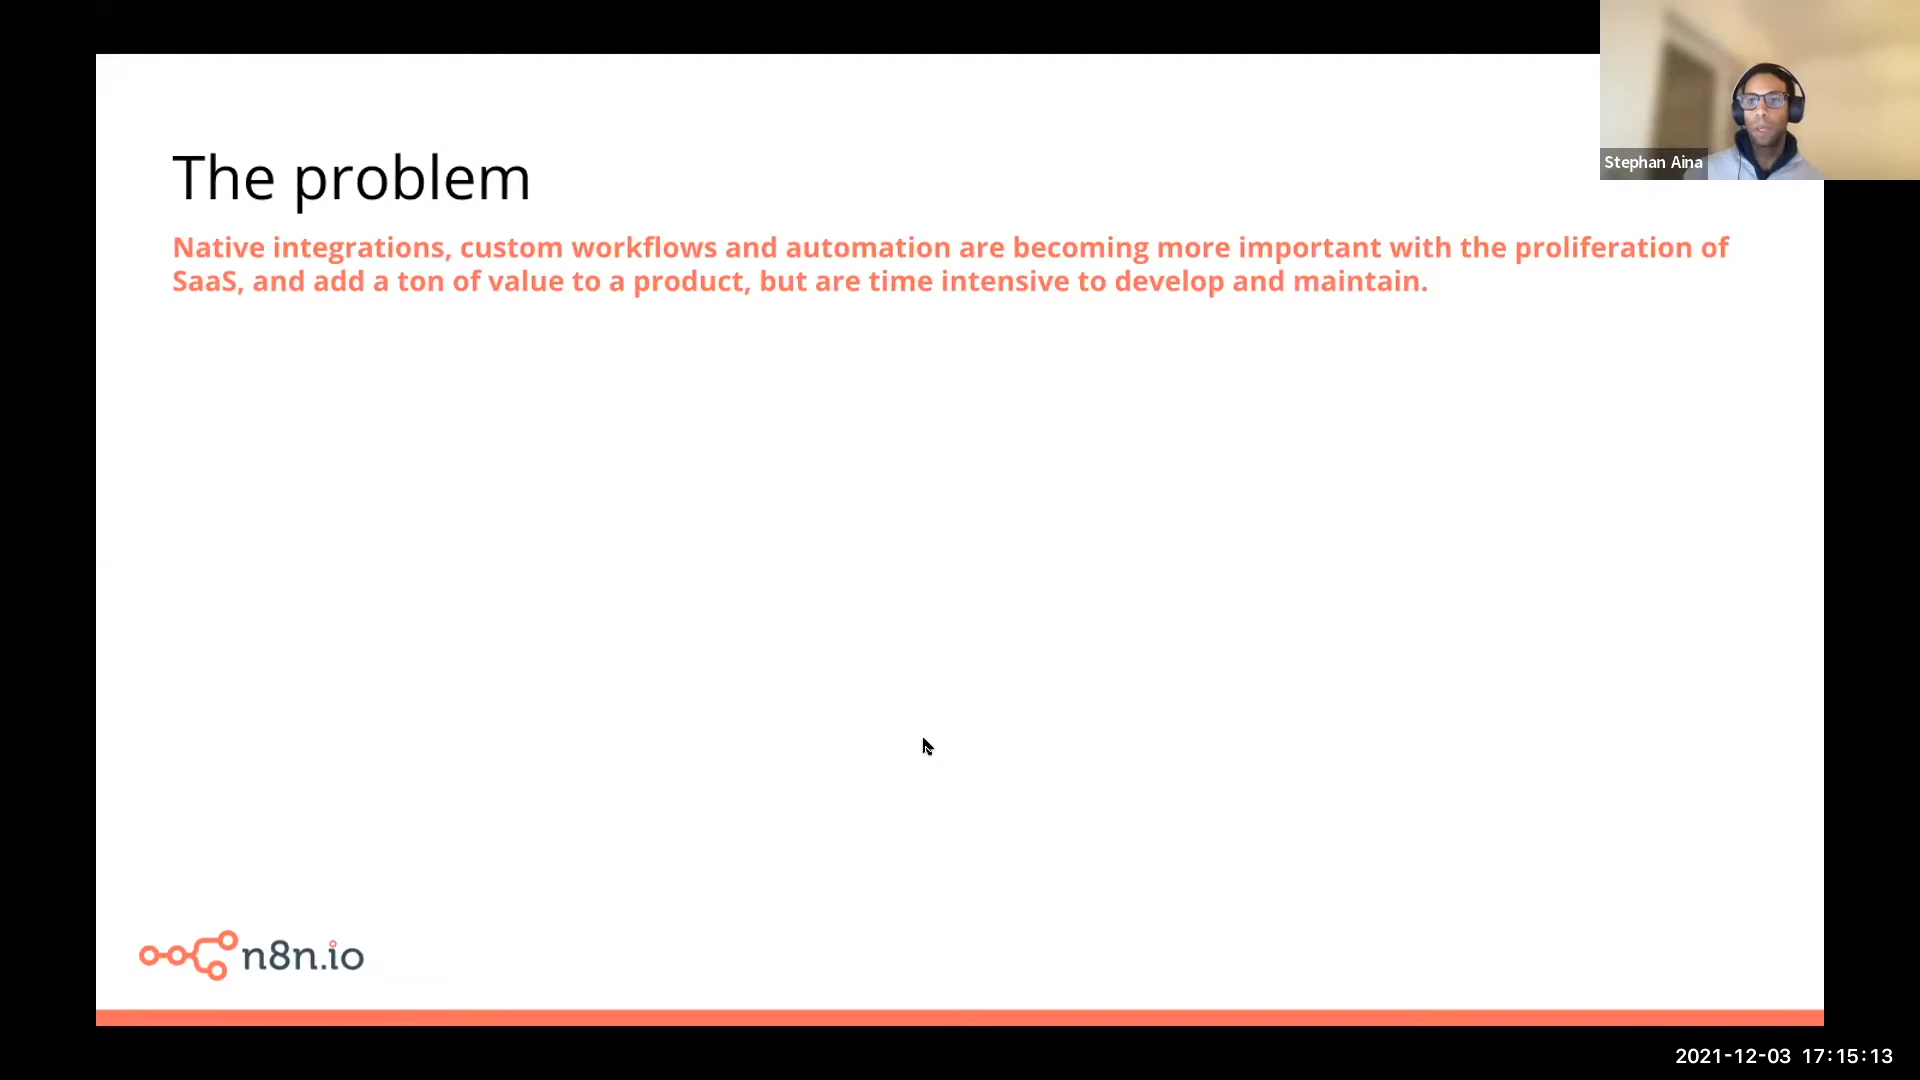 Stephan Aina
The problem
Native integrations, custom workflows and automation are becoming more important with the proliferation of
SaaS, and add a ton of value to a product, but are time intensive to develop and maintain.
n8n.io
2021-12-03 17:15:13